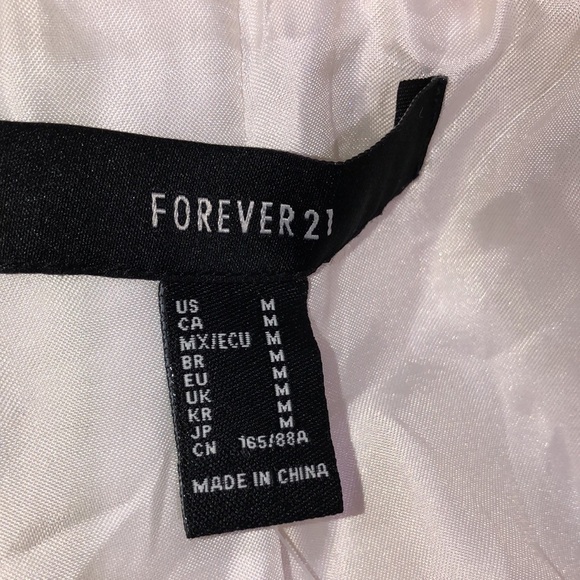 FOREVER 21
US M
CA M
MX/ECU M
BR M
EU M
UK M
KR M
JP M
CN 165/88A
MADE IN CHINA